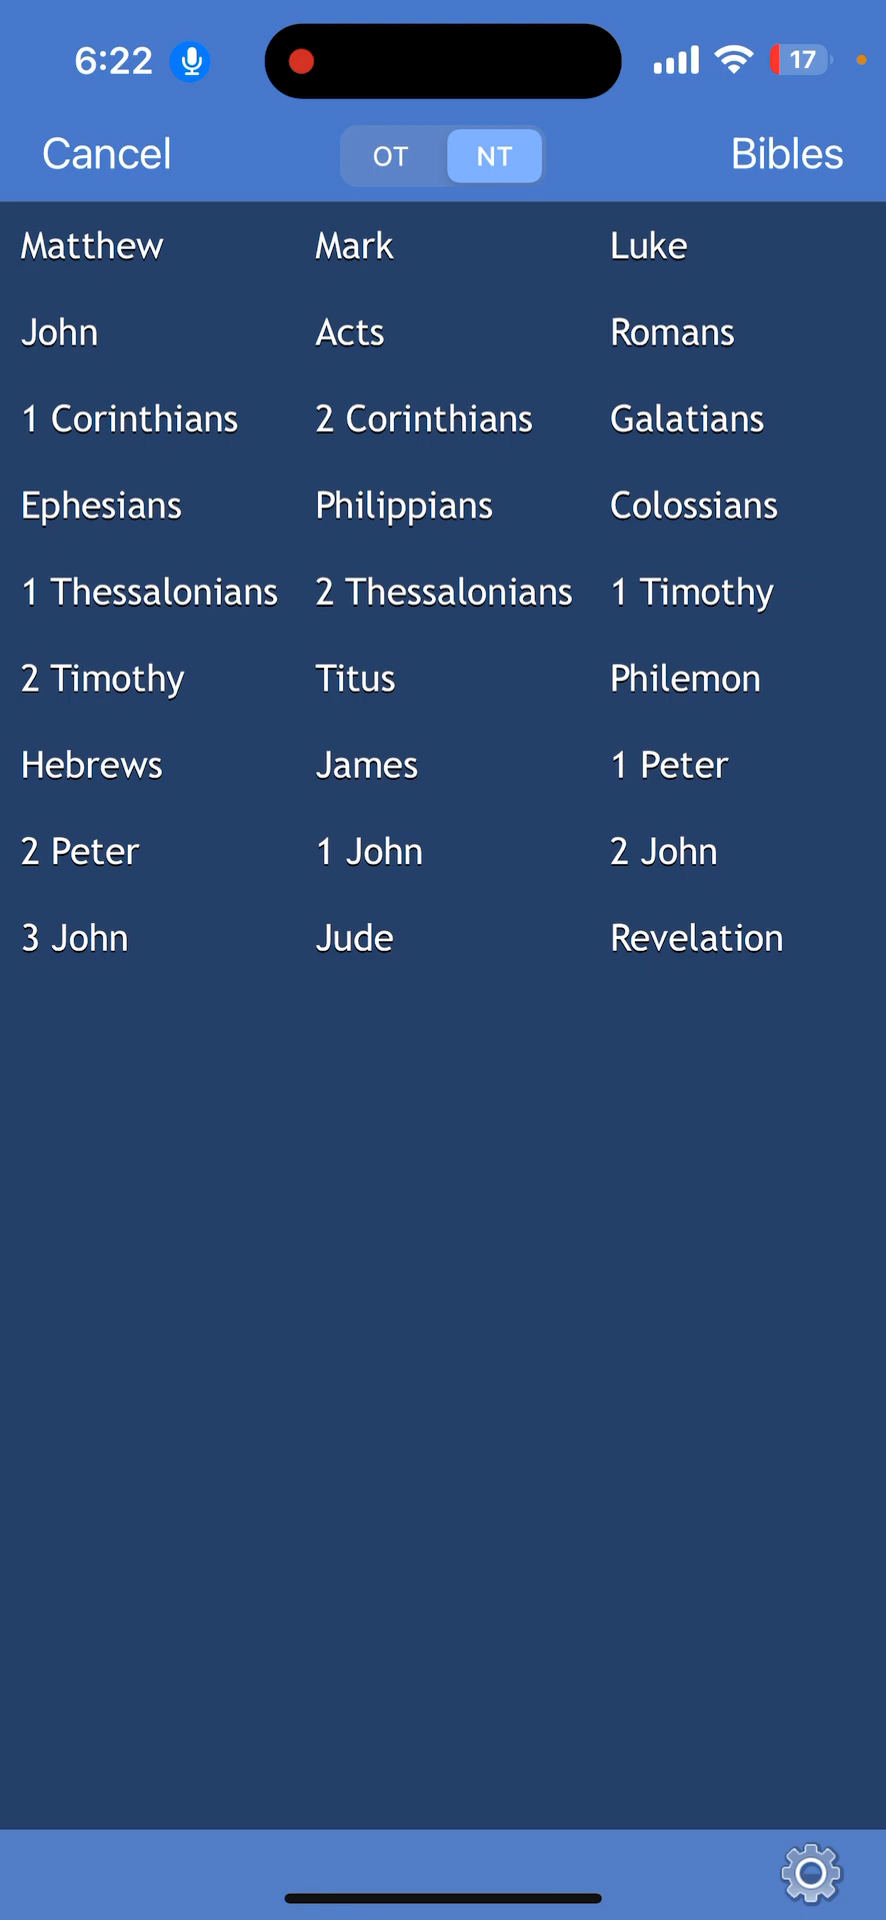 6:22 17
Cancel OT NT Bibles
Matthew Mark Luke
John Acts Romans
1 Corinthians 2 Corinthians Galatians
Ephesians Philippians Colossians
1 Thessalonians 2 Thessalonians 1 Timothy
2 Timothy Titus Philemon
Hebrews James 1 Peter
2 Peter 1 John 2 John
3 John Jude Revelation